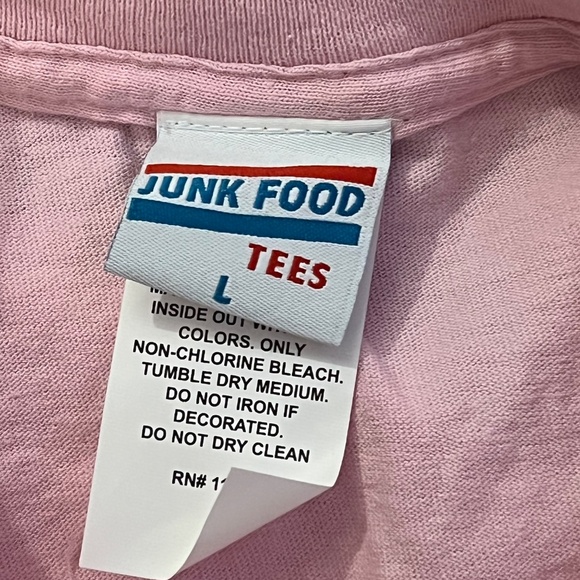 JUNK FOOD
TEES
L
INSIDE OUT
COLORS. ONLY
NON-CHLORINE BLEACH.
TUMBLE DRY MEDIUM.
DO NOT IRON IF
DECORATED.
DO NOT DRY CLEAN
RN#